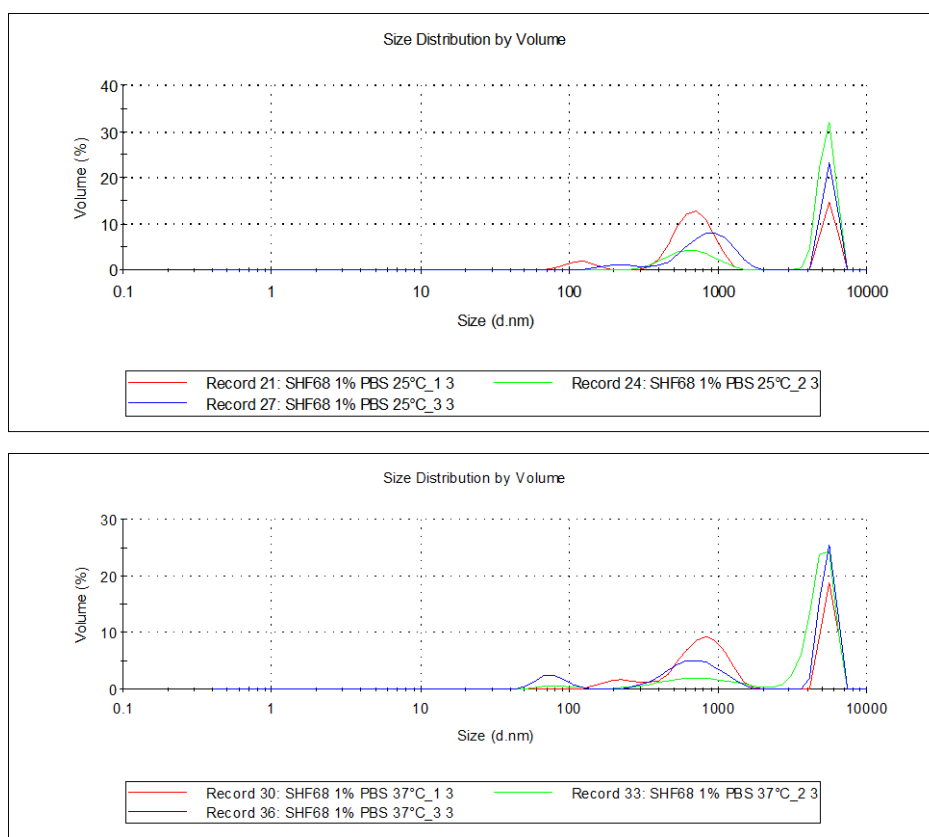 Size Distribution by Volume
40
30
20
10
0
Volume (%)
0.1 1 10 100 1000 10000
Size (d.nm)
Record 21: SHF68 1% PBS 25°C_1 3 Record 24: SHF68 1% PBS 25°C_2 3
Record 27: SHF68 1% PBS 25°C_3 3
Size Distribution by Volume
30
20
10
0
Volume (%)
0.1 1 10 100 1000 10000
Size (d.nm)
Record 30: SHF68 1% PBS 37°C_1 3 Record 33: SHF68 1% PBS 37°C_2 3
Record 36: SHF68 1% PBS 37°C_3 3